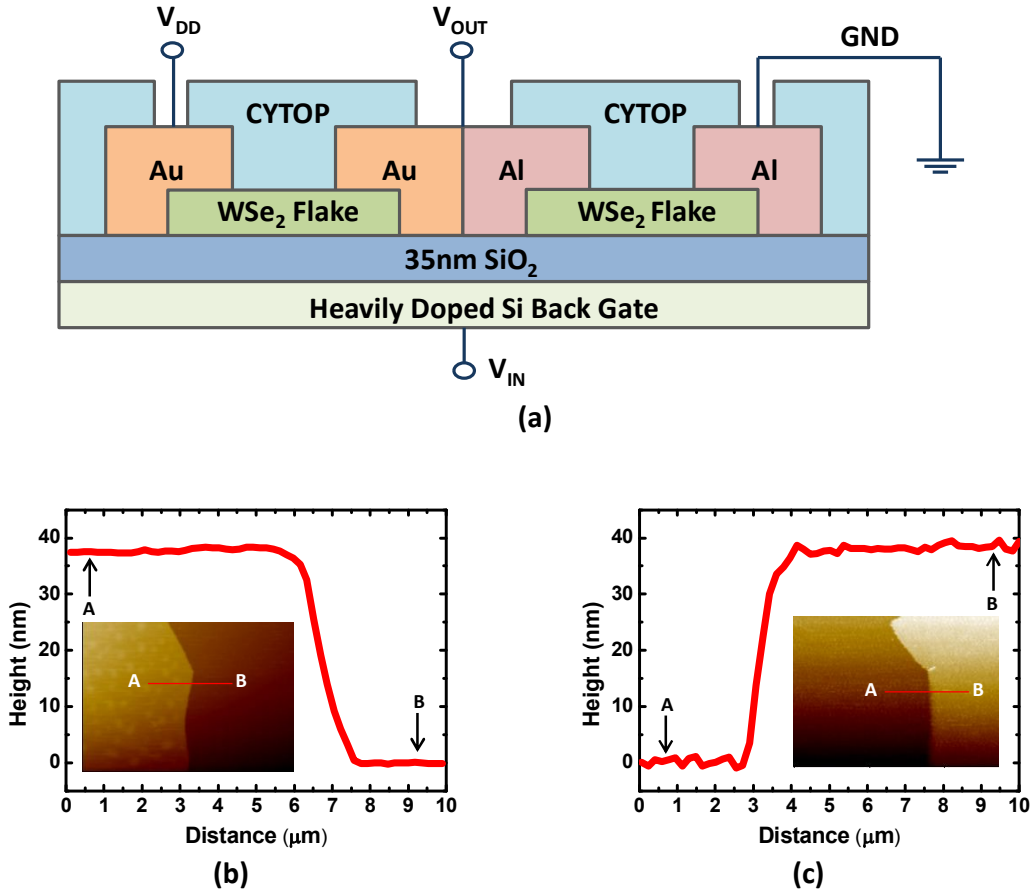 V_DD
V_OUT
GND
CYTOP
CYTOP
Au
Au
Al
Al
WSe₂ Flake
WSe₂ Flake
35nm SiO₂
Heavily Doped Si Back Gate
V_IN
(a)
40
30
20
10
0
Height (nm)
A
A
B
B
0 1 2 3 4 5 6 7 8 9 10
Distance (μm)
(b)
40
30
20
10
0
Height (nm)
B
A
A
B
0 1 2 3 4 5 6 7 8 9 10
Distance (μm)
(c)